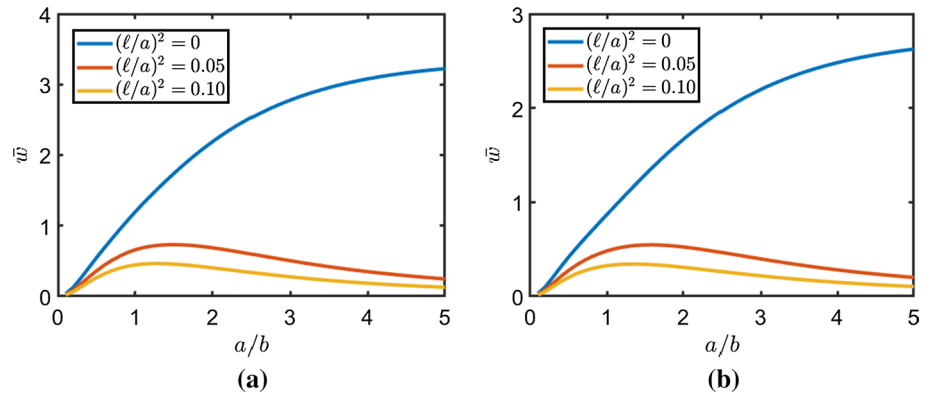 4
3
2
1
0
w̄
(ℓ/a)² = 0
(ℓ/a)² = 0.05
(ℓ/a)² = 0.10
0 1 2 3 4 5
a/b
(a)
3
2
1
0
w̄
(ℓ/a)² = 0
(ℓ/a)² = 0.05
(ℓ/a)² = 0.10
0 1 2 3 4 5
a/b
(b)